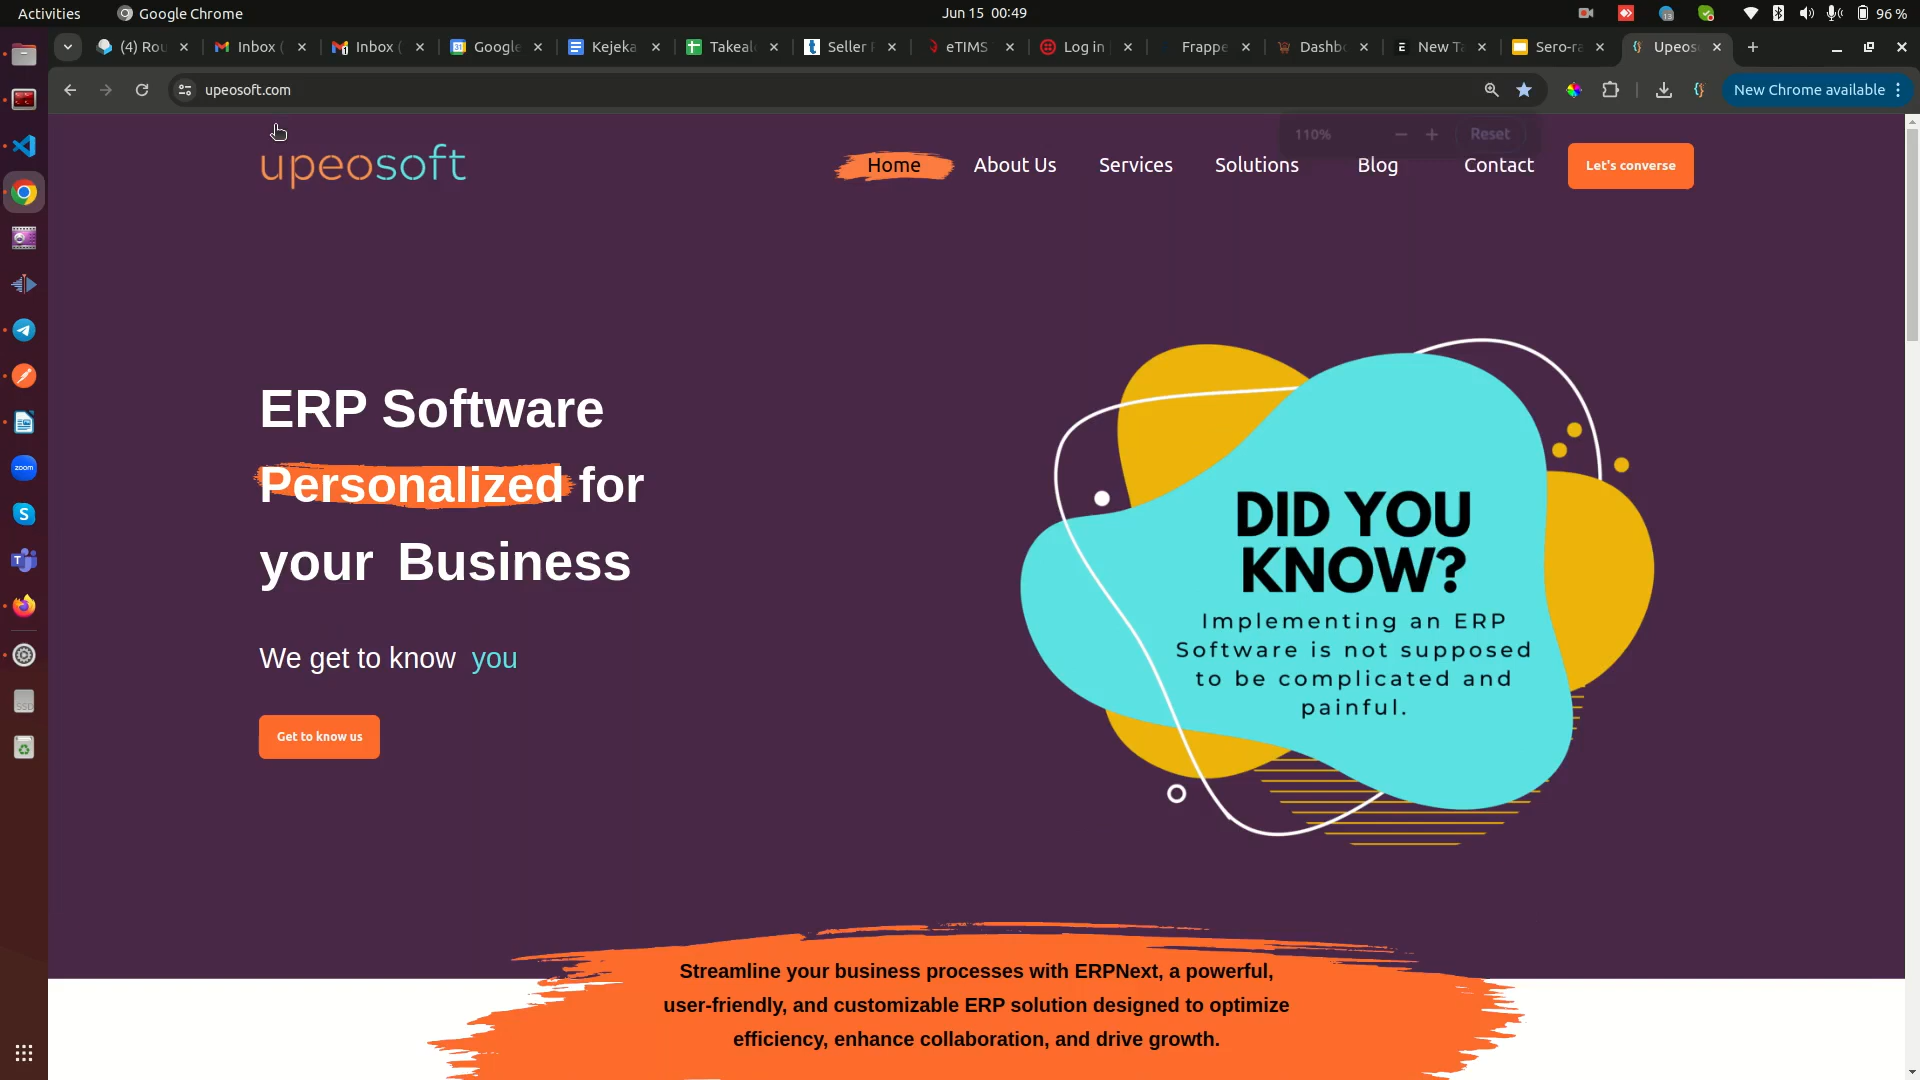 Activities
Google Chrome
Jun 15 00:49
96 %
(4) Rou
Inbox (
Inbox (
Google
Kejeka
Takeal
Seller
eTIMS
Log in
Frappe
Dashb
New Ta
Sero-ra
Upeos
upeosoft.com
New Chrome available
110%
Reset
upeosoft
Home
About Us
Services
Solutions
Blog
Contact
Let's converse
ERP Software
Personalized for
your Business
We get to know you
Get to know us
DID YOU
KNOW?
Implementing an ERP
Software is not supposed
to be complicated and
painful.
Streamline your business processes with ERPNext, a powerful,
user-friendly, and customizable ERP solution designed to optimize
efficiency, enhance collaboration, and drive growth.
zoom